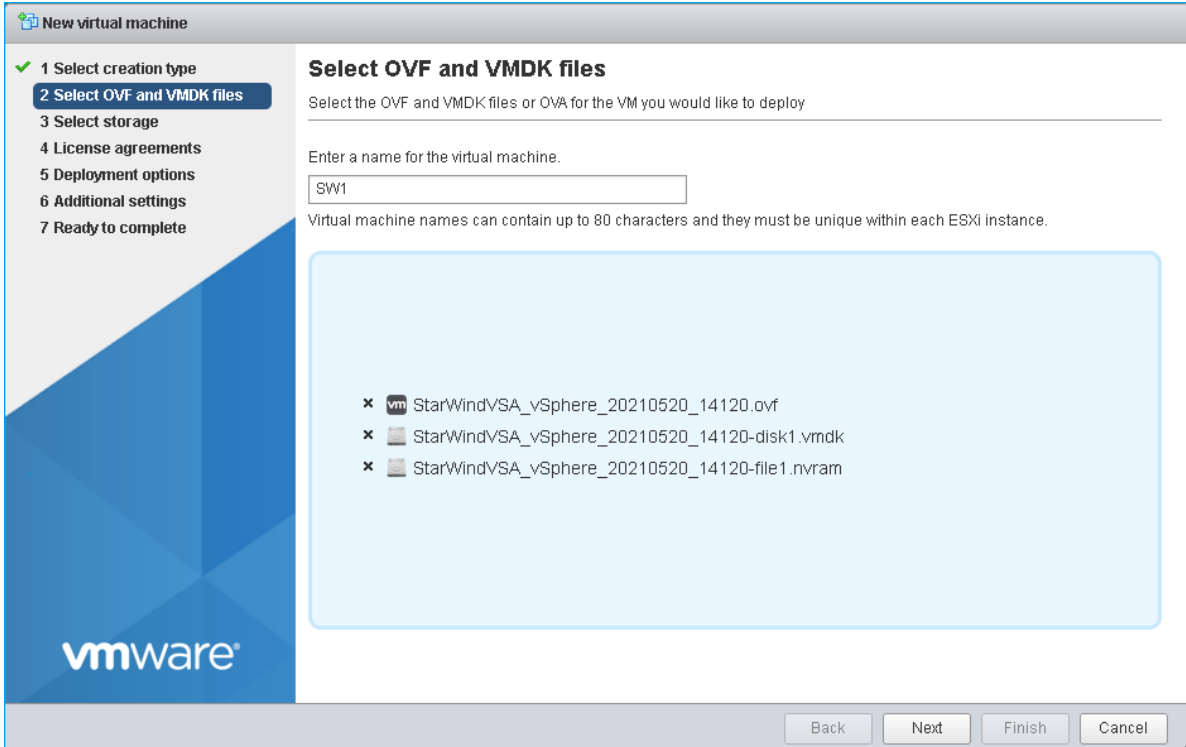 New virtual machine
1 Select creation type
2 Select OVF and VMDK files
3 Select storage
4 License agreements
5 Deployment options
6 Additional settings
7 Ready to complete
vmware®
Select OVF and VMDK files
Select the OVF and VMDK files or OVA for the VM you would like to deploy
Enter a name for the virtual machine.
SW1
Virtual machine names can contain up to 80 characters and they must be unique within each ESXi instance.
vm StarWindVSA_vSphere_20210520_14120.ovf
StarWindVSA_vSphere_20210520_14120-disk1.vmdk
StarWindVSA_vSphere_20210520_14120-file1.nvram
Back Next Finish Cancel